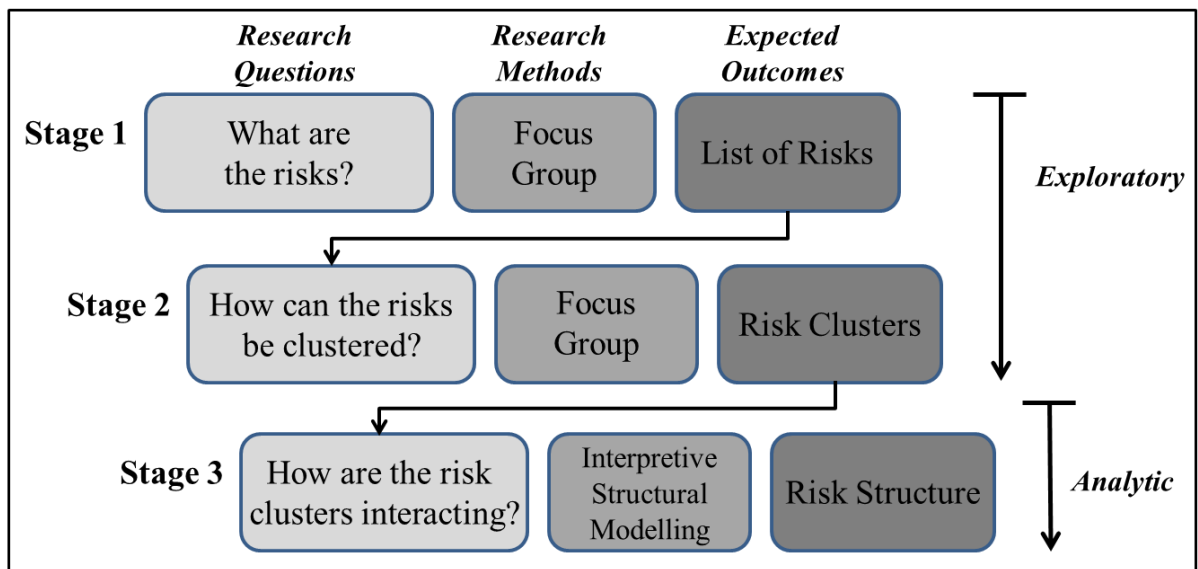 Research
Questions
Research
Methods
Expected
Outcomes
Stage 1
What are
the risks?
Focus
Group
List of Risks
Exploratory
Stage 2
How can the risks
be clustered?
Focus
Group
Risk Clusters
Stage 3
How are the risk
clusters interacting?
Interpretive
Structural
Modelling
Risk Structure
Analytic